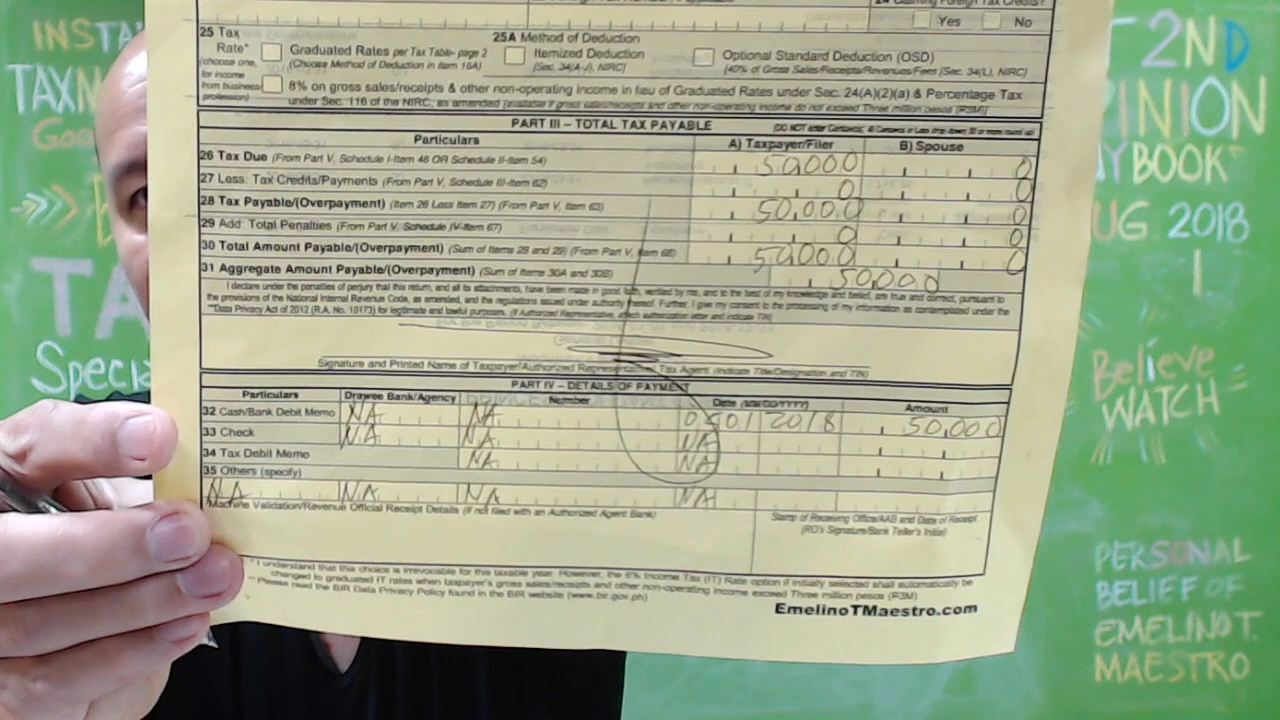 INSTA
TAXN
Goo
TA
Specia
Yes No
25 Tax Rate* (choose one, for income from business/ profession)
Graduated Rates per Tax Table- page 2
(Choose Method of Deduction in Item 16A)
25A Method of Deduction
Itemized Deduction
[Sec. 34(A-J), NIRC]
Optional Standard Deduction (OSD)
[40% of Gross Sales/Receipts/Revenues/Fees [Sec. 34(L), NIRC]
8% on gross sales/receipts & other non-operating income in lieu of Graduated Rates under Sec. 24(A)(2)(a) & Percentage Tax
under Sec. 116 of the NIRC, as amended [available if gross sales/receipts and other non-operating income do not exceed Three million pesos (P3M)]
PART III – TOTAL TAX PAYABLE
Particulars A) Taxpayer/Filer B) Spouse
26 Tax Due (From Part V, Schedule I-Item 46 OR Schedule II-Item 54) 50,000 0
27 Less: Tax Credits/Payments (From Part V, Schedule III-Item 62) 0 0
28 Tax Payable/(Overpayment) (Item 26 Less Item 27) (From Part V, Item 63) 50,000 0
29 Add: Total Penalties (From Part V, Schedule IV-Item 67) 0 0
30 Total Amount Payable/(Overpayment) (Sum of Items 28 and 29) (From Part V, Item 68) 50,000 0
31 Aggregate Amount Payable/(Overpayment) (Sum of Items 30A and 30B) 50,000
I declare under the penalties of perjury that this return, and all its attachments, have been made in good faith, verified by me, and to the best of my knowledge and belief, are true and correct, pursuant to
the provisions of the National Internal Revenue Code, as amended, and the regulations issued under authority thereof. Further, I give my consent to the processing of my information as contemplated under the
**Data Privacy Act of 2012 (R.A. No. 10173) for legitimate and lawful purposes. (If Authorized Representative, attach authorization letter and indicate TIN)
Signature and Printed Name of Taxpayer/Authorized Representative/Tax Agent (Indicate Title/Designation and TIN)
PART IV – DETAILS OF PAYMENT
Particulars Drawee Bank/Agency Number Date (MM/DD/YYYY) Amount
32 Cash/Bank Debit Memo NA NA 0501 2018 50,000
33 Check NA NA NA
34 Tax Debit Memo NA NA
35 Others (specify)
NA NA NA NA
Machine Validation/Revenue Official Receipt Details (if not filed with an Authorized Agent Bank)
Stamp of Receiving Office/AAB and Date of Receipt
(RO's Signature/Bank Teller's Initial)
* I understand that this choice is irrevocable for this taxable year. However, the 8% Income Tax (IT) Rate option if initially selected shall automatically be
changed to graduated IT rates when taxpayer's gross sales/receipts and other non-operating income exceed Three million pesos (P3M)
** Please read the BIR Data Privacy Policy found in the BIR website (www.bir.gov.ph)
EmelinoTMaestro.com
2ND
PINION
AYBOOK
UG 2018
1
Believe
WATCH
PERSONAL
BELIEF OF
EMELINO T.
MAESTRO